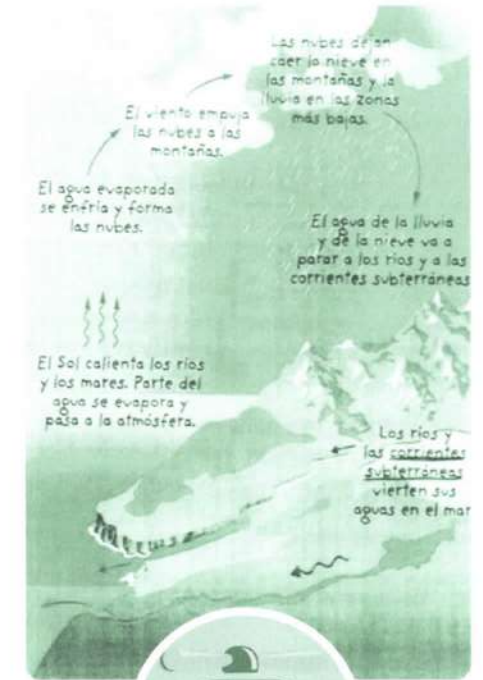 El Sol calienta los ríos
y los mares. Parte del
agua se evapora y
pasa a la atmósfera.
El agua evaporada
se enfría y forma
las nubes.
El viento empuja
las nubes a las
montañas.
Las nubes dejan
caer la nieve en
las montañas y la
lluvia en las zonas
más bajas.
El agua de la lluvia
y de la nieve va a
parar a los ríos y a las
corrientes subterráneas
Los ríos y
las corrientes
subterráneas
vierten sus
aguas en el mar